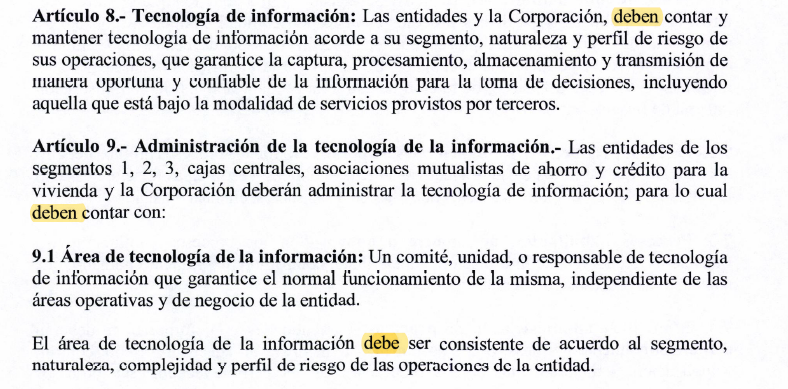 Artículo 8.- Tecnología de información: Las entidades y la Corporación, deben contar y
mantener tecnología de información acorde a su segmento, naturaleza y perfil de riesgo de
sus operaciones, que garantice la captura, procesamiento, almacenamiento y transmisión de
manera oportuna y confiable de la información para la toma de decisiones, incluyendo
aquella que está bajo la modalidad de servicios provistos por terceros.
Artículo 9.- Administración de la tecnología de la información.- Las entidades de los
segmentos 1, 2, 3, cajas centrales, asociaciones mutualistas de ahorro y crédito para la
vivienda y la Corporación deberán administrar la tecnología de información; para lo cual
deben contar con:
9.1 Área de tecnología de la información: Un comité, unidad, o responsable de tecnología
de información que garantice el normal funcionamiento de la misma, independiente de las
áreas operativas y de negocio de la entidad.
El área de tecnología de la información debe ser consistente de acuerdo al segmento,
naturaleza, complejidad y perfil de riesgo de las operaciones de la entidad.